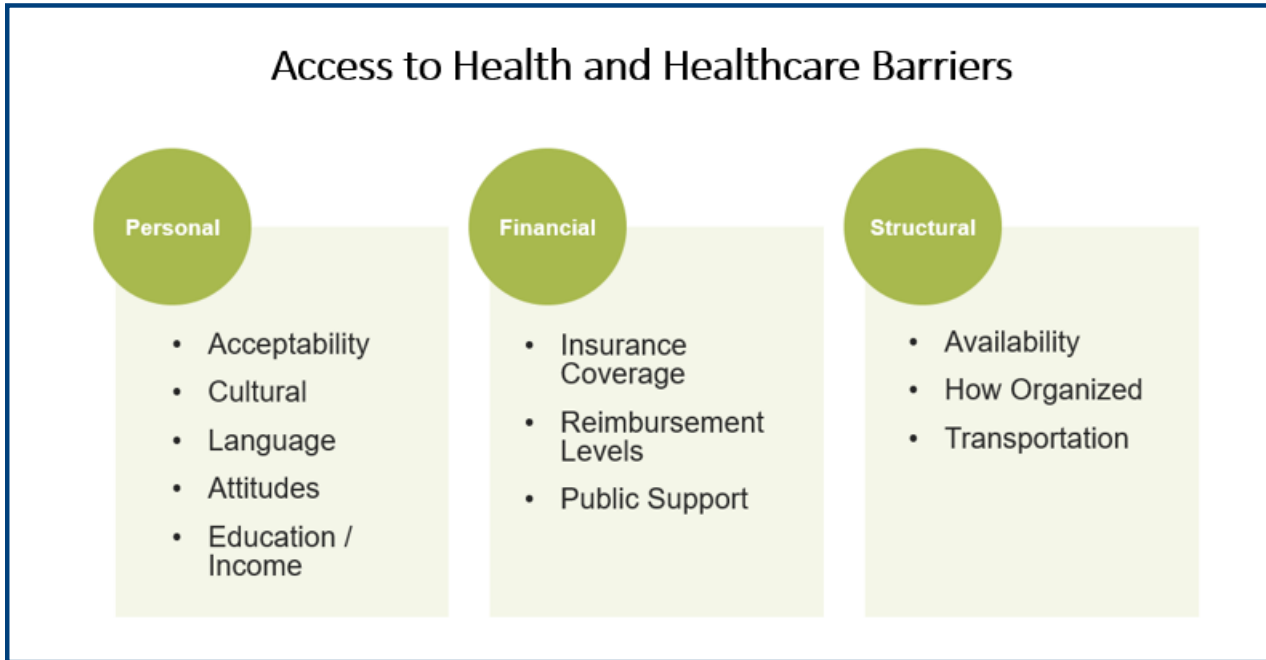 Access to Health and Healthcare Barriers
Personal
• Acceptability
• Cultural
• Language
• Attitudes
• Education /
Income
Financial
• Insurance
Coverage
• Reimbursement
Levels
• Public Support
Structural
• Availability
• How Organized
• Transportation